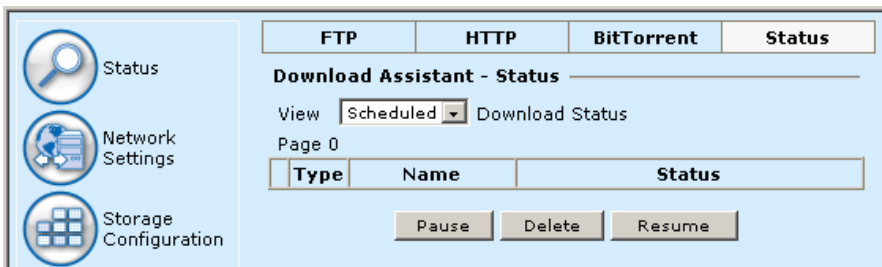 Status
Network
Settings
Storage
Configuration
FTP HTTP BitTorrent Status
Download Assistant - Status
View Scheduled Download Status
Page 0
Type Name Status
Pause Delete Resume